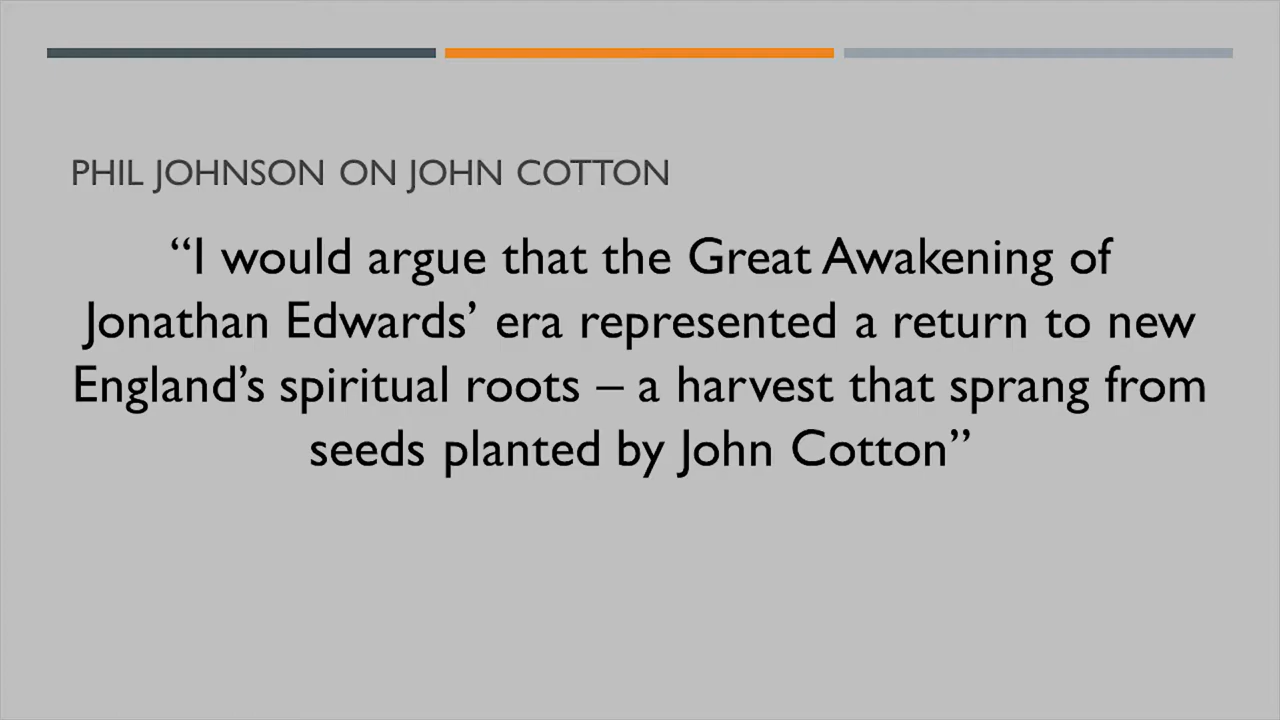 PHIL JOHNSON ON JOHN COTTON
“I would argue that the Great Awakening of
Jonathan Edwards’ era represented a return to new
England’s spiritual roots – a harvest that sprang from
seeds planted by John Cotton”